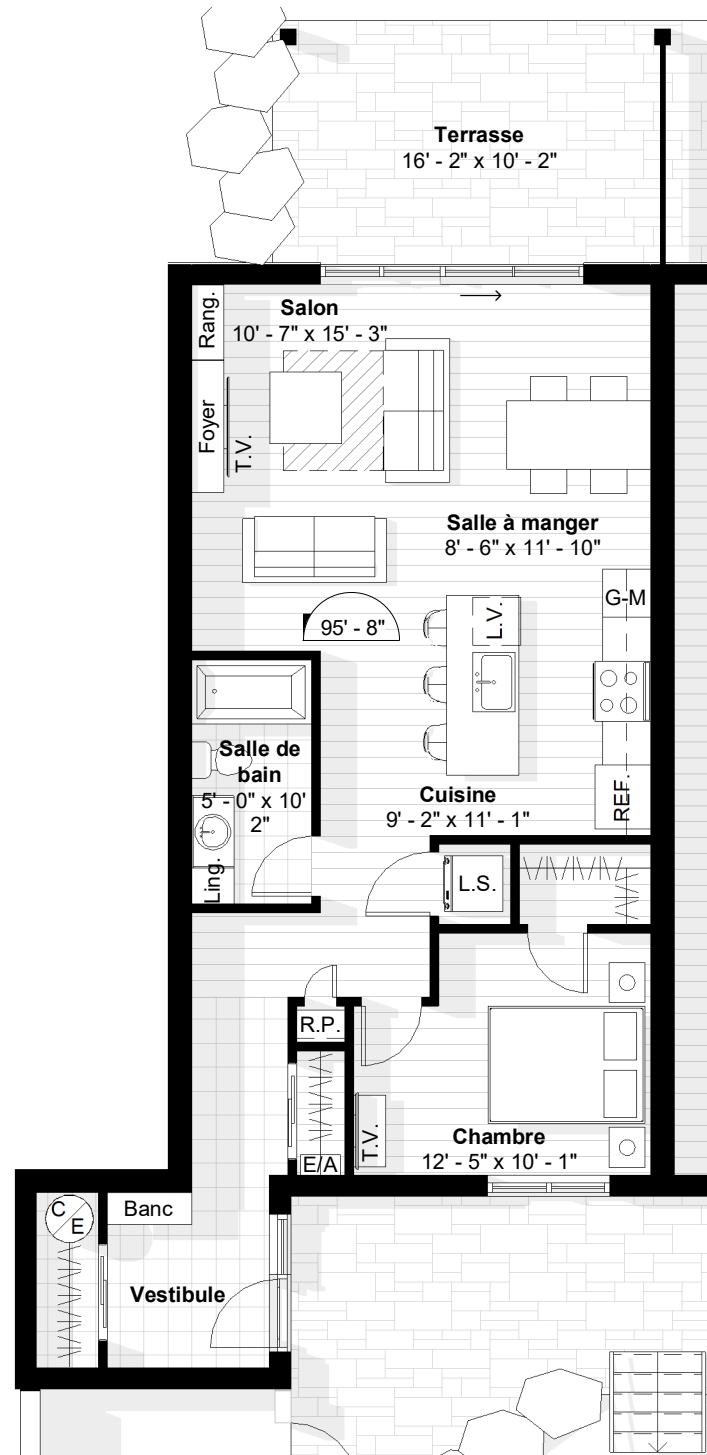 Terrasse
16' - 2" x 10' - 2"
Salon
10' - 7" x 15' - 3"
Rang.
Foyer
T.V.
Salle à manger
8' - 6" x 11' - 10"
G-M
95' - 8"
L.V.
Salle de
bain
5' - 0" x 10'
2"
Cuisine
9' - 2" x 11' - 1"
REF.
Ling.
L.S.
R.P.
E/A
T.V.
Chambre
12' - 5" x 10' - 1"
C
E
Banc
Vestibule